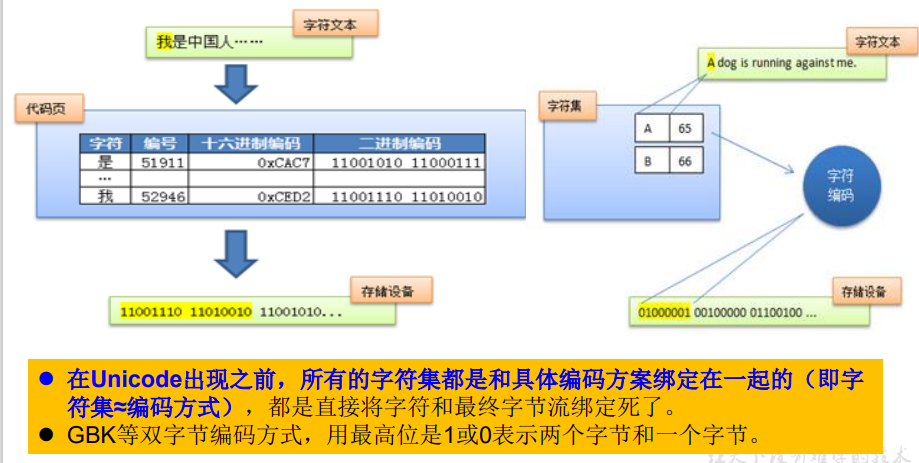 字符文本
我是中国人……
代码页
字符 编号 十六进制编码 二进制编码
是 51911 0xCAC7 11001010 11000111
…
我 52946 0xCED2 11001110 11010010
存储设备
11001110 11010010 11001010...
字符文本
A dog is running against me.
字符集
A 65
B 66
字符
编码
存储设备
01000001 00100000 01100100 ...
● 在Unicode出现之前，所有的字符集都是和具体编码方案绑定在一起的（即字
符集≈编码方式），都是直接将字符和最终字节流绑定死了。
● GBK等双字节编码方式，用最高位是1或0表示两个字节和一个字节。